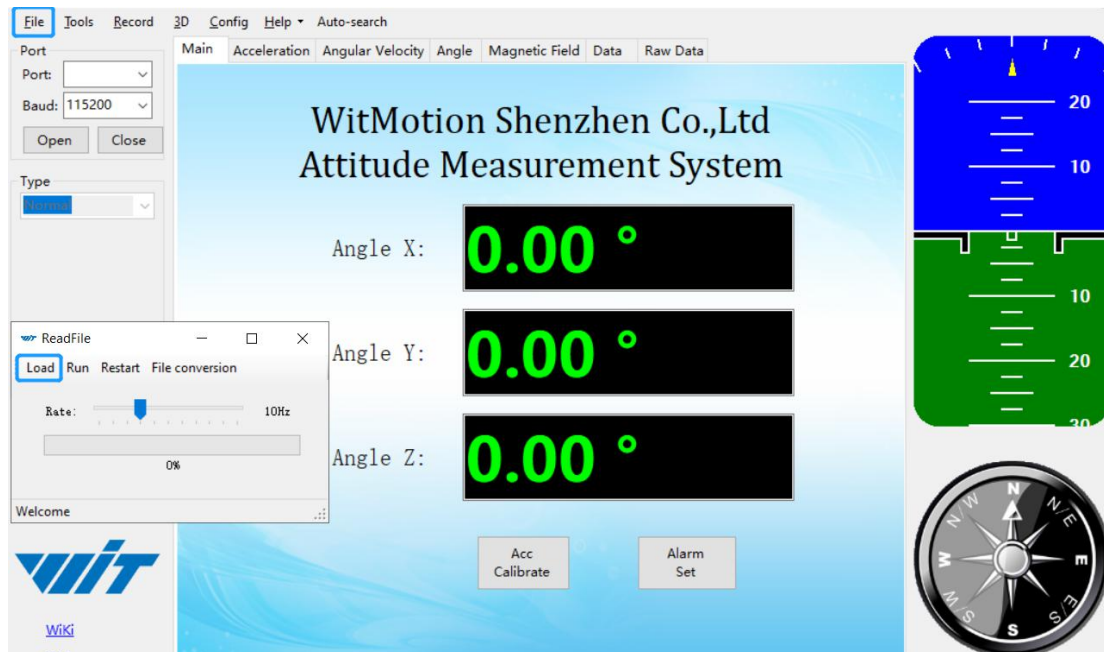 File Tools Record 3D Config Help Auto-search
Port
Port:
Baud: 115200
Open Close
Type
Normal
Main Acceleration Angular Velocity Angle Magnetic Field Data Raw Data
WitMotion Shenzhen Co.,Ltd
Attitude Measurement System
Angle X: 0.00 °
Angle Y: 0.00 °
Angle Z: 0.00 °
Acc
Calibrate
Alarm
Set
ReadFile
Load Run Restart File conversion
Rate: 10Hz
0%
Welcome
WIT
WiKi
20
10
10
20
30
N
N/E
E
E/S
S
S/W
W
N/W